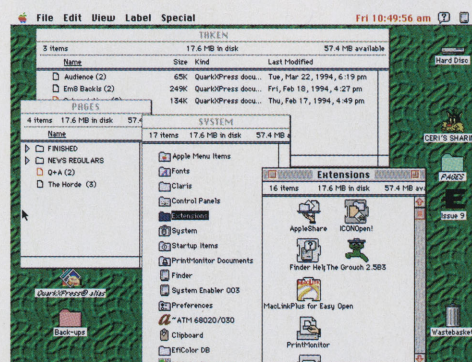 File Edit View Label Special
Fri 10:49:56 am
TAKEN
3 items 17.6 MB in disk 57.4 MB available
Name Size Kind Last Modified
Audience (2) 65K QuarkXPress docu... Tue, Mar 22, 1994, 6:19 pm
EmB Backis (2) 249K QuarkXPress docu... Fri, Feb 18, 1994, 4:27 pm
134K QuarkXPress docu... Thu, Feb 17, 1994, 4:49 pm
Hard Disc
PAGES
4 items 17.6 MB in disk 57.4
Name
FINISHED
NEWS REGULARS
Q+A (2)
The Horde (3)
SYSTEM
17 items 17.6 MB in disk 57.4 MB a
Apple Menu Items
Fonts
Claris
Control Panels
Extensions
System
Startup Items
PrintMonitor Documents
Finder
System Enabler 003
Preferences
~ATM 68020/030
Clipboard
EfiColor DB
Extensions
16 items 17.6 MB in disk 57.4 MB av
AppleShare
ICONOpen!
Finder Help
The Grouch 2.5B3
MacLinkPlus for Easy Open
PrintMonitor
CERI'S SHARIN
PAGES
Issue 9
Wastebasket
QuarkXPress® alias
Back-ups